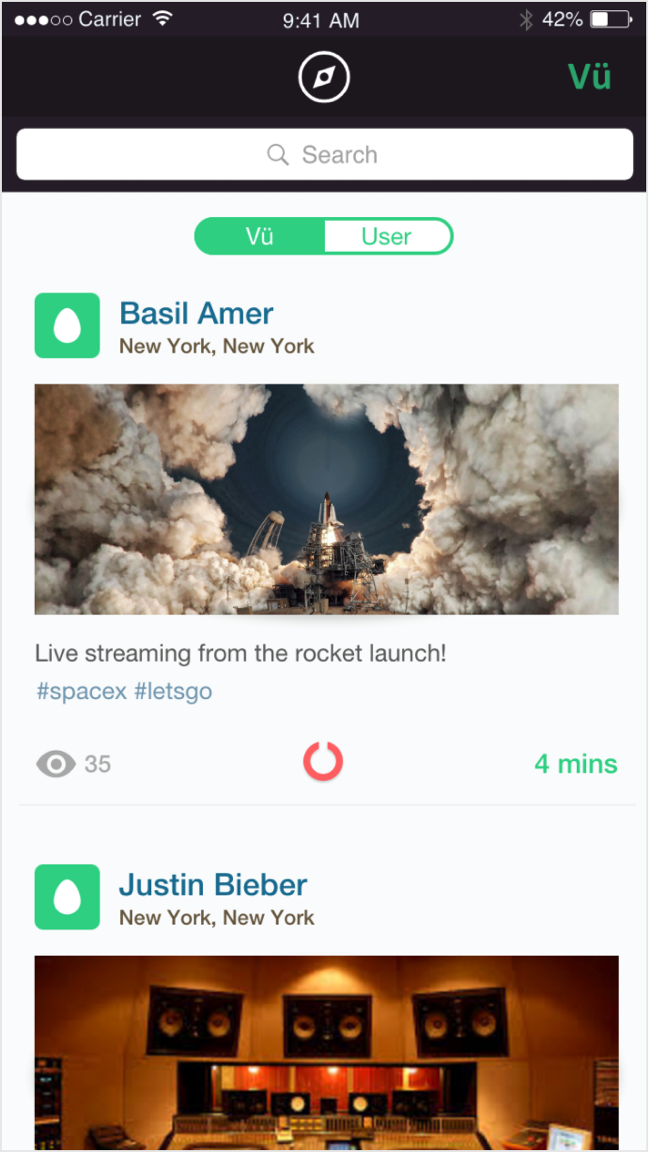 Carrier 9:41 AM 42%
Vü
Search
Vü User
Basil Amer
New York, New York
Live streaming from the rocket launch!
#spacex #letsgo
35 4 mins
Justin Bieber
New York, New York